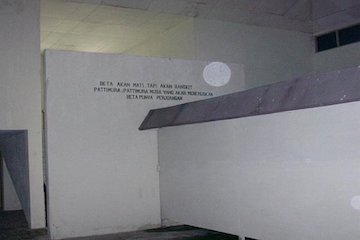 BETA AKAN MATI, TAPI AKAN BANGKIT
PATTIMURA, PATTIMURA MUDA YANG AKAN MENERUSKAN
BETA PUNYA PERJUANGAN